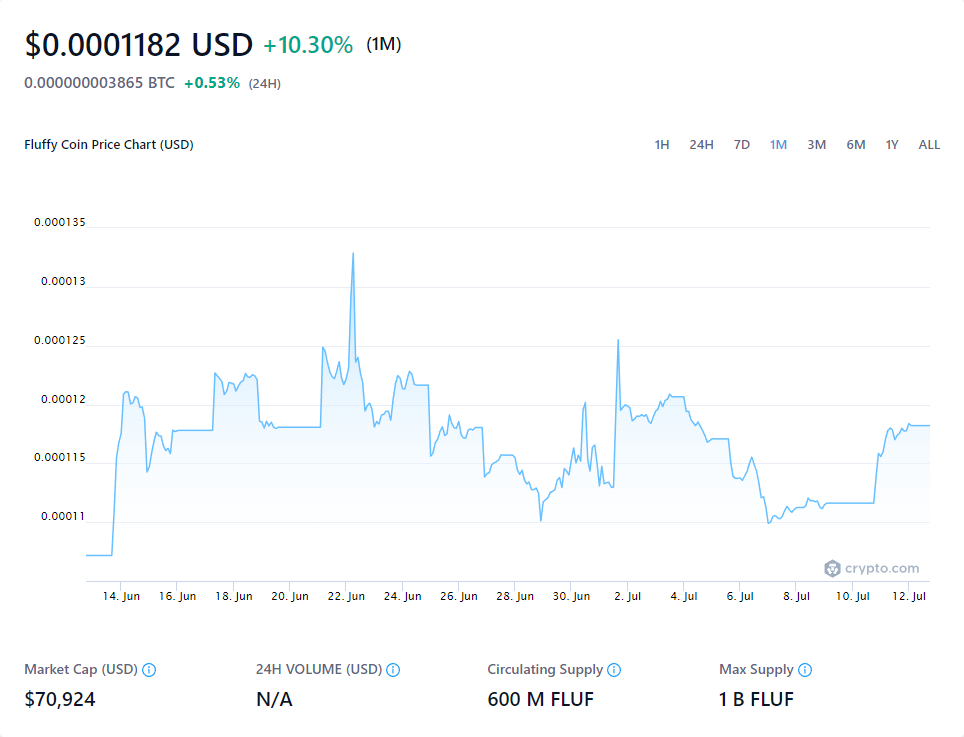 $0.0001182 USD +10.30% (1M)
0.000000003865 BTC +0.53% (24H)
Fluffy Coin Price Chart (USD) 1H 24H 7D 1M 3M 6M 1Y ALL
0.000135
0.00013
0.000125
0.00012
0.000115
0.00011
crypto.com
14. Jun 16. Jun 18. Jun 20. Jun 22. Jun 24. Jun 26. Jun 28. Jun 30. Jun 2. Jul 4. Jul 6. Jul 8. Jul 10. Jul 12. Jul
Market Cap (USD) 24H VOLUME (USD) Circulating Supply Max Supply
$70,924 N/A 600 M FLUF 1 B FLUF